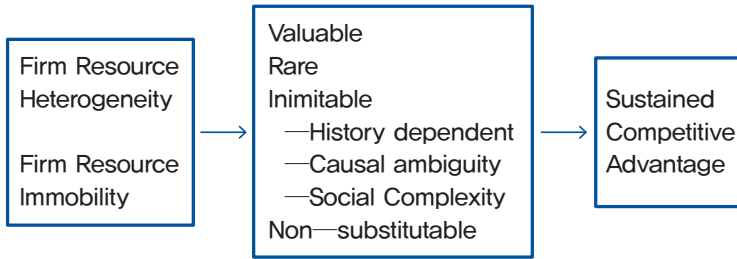 Firm Resource
Heterogeneity
Firm Resource
Immobility
Valuable
Rare
Inimitable
—History dependent
—Causal ambiguity
—Social Complexity
Non—substitutable
Sustained
Competitive
Advantage